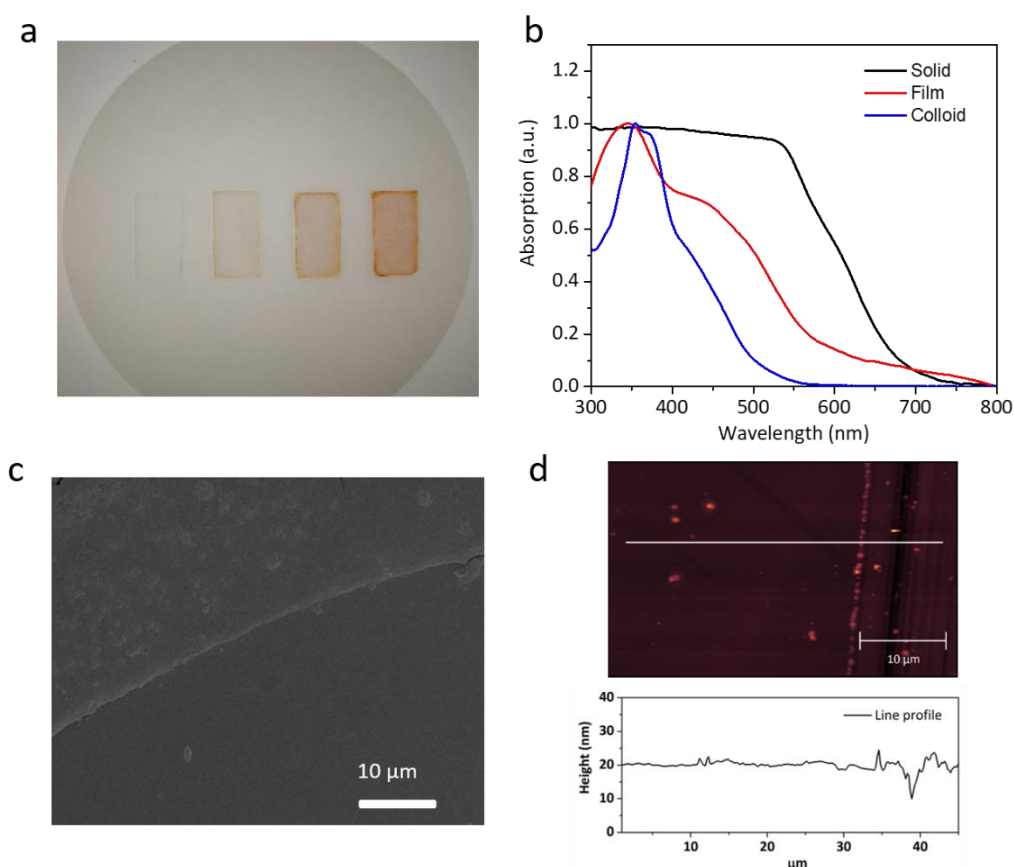 a
b
Absorption (a.u.)
1.2
1.0
0.8
0.6
0.4
0.2
0.0
Solid
Film
Colloid
300 400 500 600 700 800
Wavelength (nm)
c
10 μm
d
10 μm
Height (nm)
40
30
20
10
0
Line profile
10 20 30 40
μm